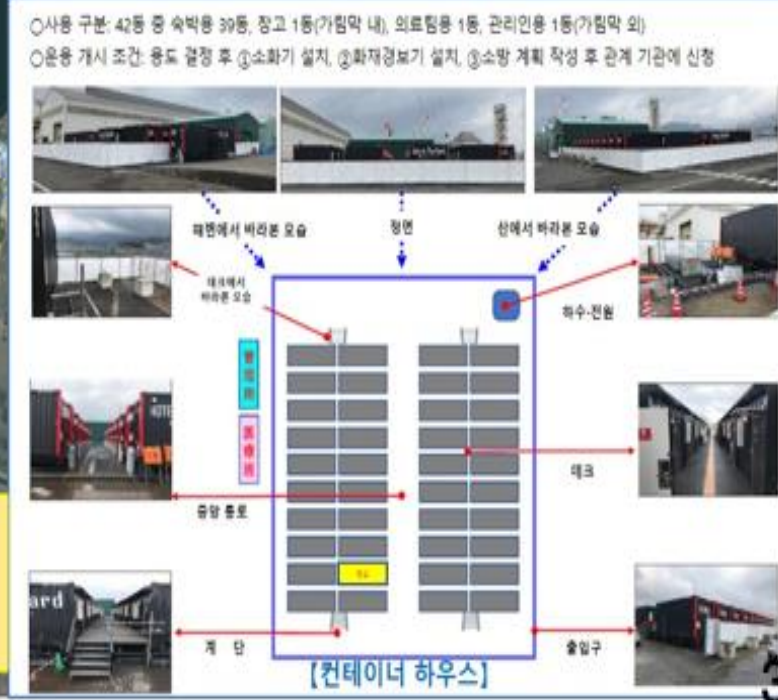 ○사용 구분: 42동 중 숙박용 39동, 창고 1동(가림막 내), 의료팀용 1동, 관리인용 1동(가림막 외)
○운용 개시 조건: 용도 결정 후 ①소화기 설치, ②화재경보기 설치, ③소방 계획 작성 후 관계 기관에 신청
해변에서 바라본 모습
정면
산에서 바라본 모습
데크에서
바라본 모습
하수·전원
데크
중앙 통로
창고
ard
계 단
출입구
【컨테이너 하우스】